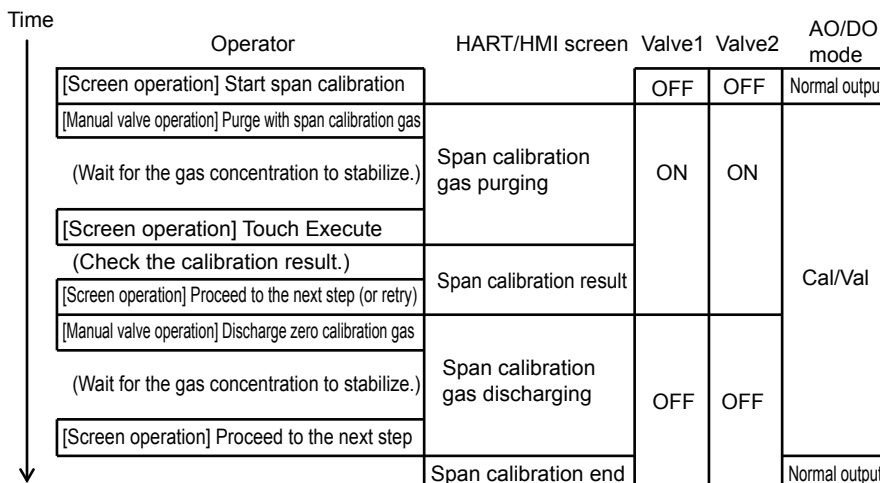 Time
Operator HART/HMI screen Valve1 Valve2 AO/DO mode
[Screen operation] Start span calibration OFF OFF Normal output
[Manual valve operation] Purge with span calibration gas
(Wait for the gas concentration to stabilize.) Span calibration gas purging ON ON
[Screen operation] Touch Execute
(Check the calibration result.) Span calibration result Cal/Val
[Screen operation] Proceed to the next step (or retry)
[Manual valve operation] Discharge zero calibration gas
(Wait for the gas concentration to stabilize.) Span calibration gas discharging OFF OFF
[Screen operation] Proceed to the next step
Span calibration end Normal output